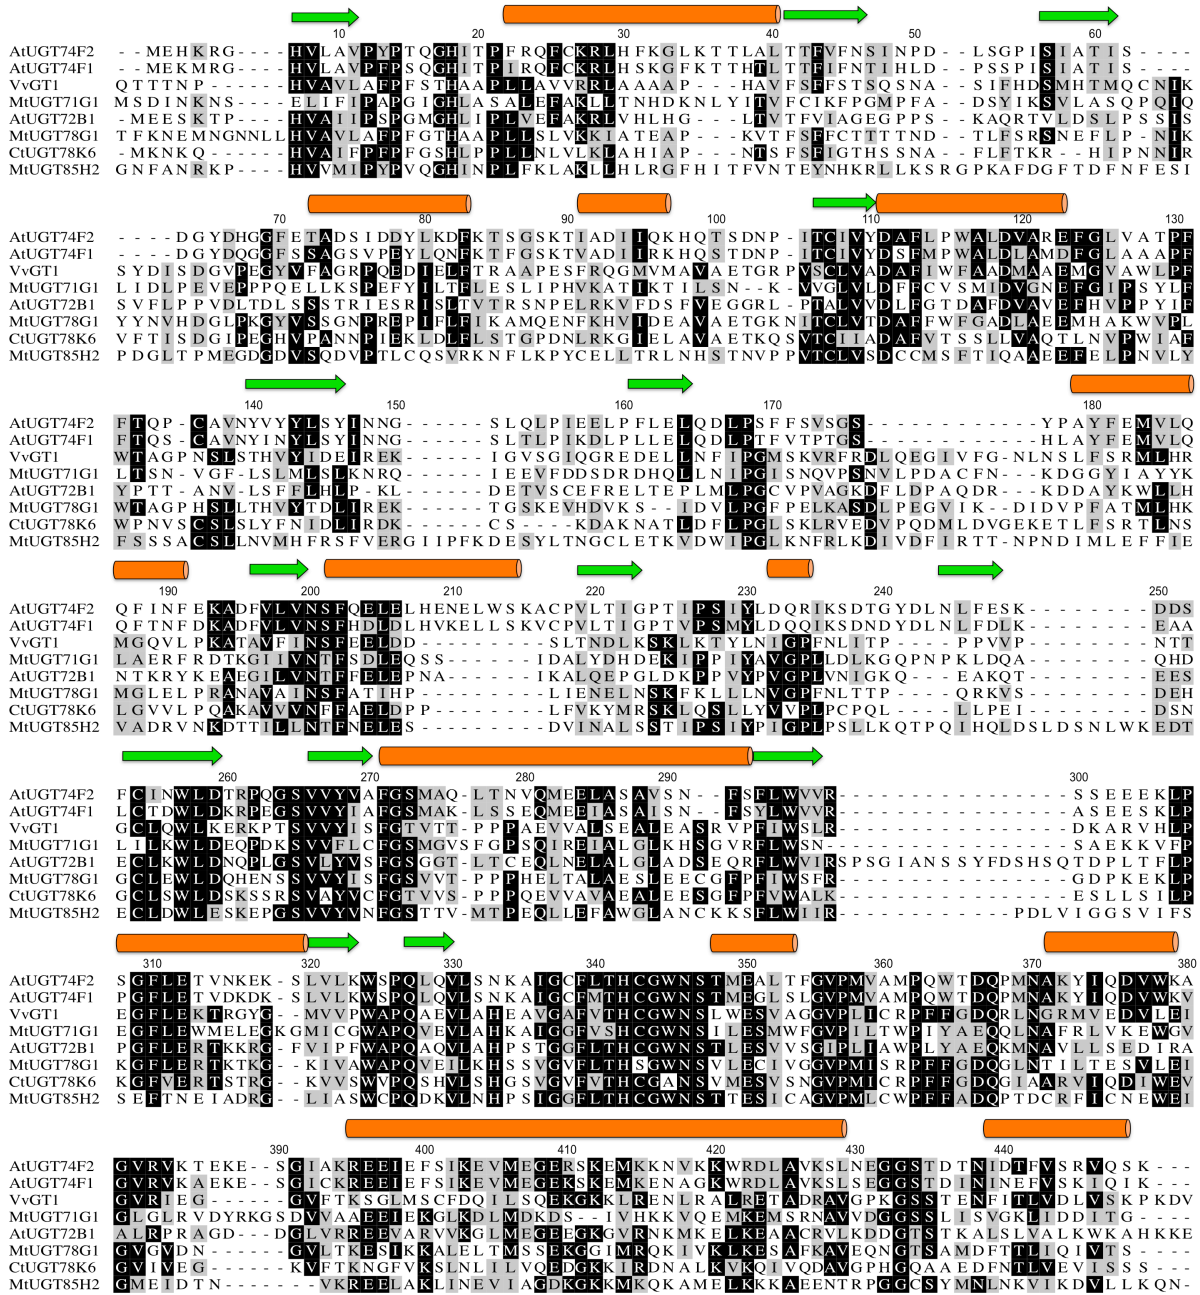 10 20 30 40 50 60
AtUGT74F2 --MEHKRG----HVLAVPYPTQGHITPFRQFCKRLHFKGLKTTLALTTFVFNSINPD--LSGPISIATIS----
AtUGT74F1 --MEKMRG----HVLAVPFPSQGHITPIRQFCKRLHSKGFKTTHTLTTFIFNTIHLD--PSSPISIATIS----
VvGT1 QTTTNP------HVAVLAFPFSTHAAPLLAVVRRLAAAAP---HAVFSFFSTSQSNA--SIFHDSMHTMQCNIK
MtUGT71G1 MSDINKNS----ELIFIPAPGIGHLASALEFAKLLTNHDKNLYITVFCIKFPGMPFA--DSYIKSVLASQPQIQ
AtUGT72B1 --MEESKTP---HVAIIPSPGMGHLIPLVEFAKRLVHLHG---LTVTFVIAGEGPPS--KAQRTVLDSLPSSIS
MtUGT78G1 TFKNEMNGNNLLHVAVLAFPFGTHAAPLLSLVKKIATEAP---KVTFSFFCTTTTND--TLFSRSNEFLP-NIK
CtUGT78K6 -MKNKQ------HVAIFPFPFGSHLPPLLNLVLKLAHIAP---NTSFSFIGTHSSNA--FLFTKR--HIPNNIR
MtUGT85H2 GNFANRKP----HVVMIPYPVQGHINPLFKLAKLLHLRGFHITFVNTEYNHKRLLKSRGPKAFDGFTDFNFESI
70 80 90 100 110 120 130
AtUGT74F2 ----DGYDHGGFETADSIDDYLKDFKTSGSKTIADIIQKHQTSDNP-ITCIVYDAFLPWALDVAREFGLVATPF
AtUGT74F1 ----DGYDQGGFSSAGSVPEYLQNFKTFGSKTVADIIRKHQSTDNP-ITCIVYDSFMPWALDLAMDFGLAAAPF
VvGT1 SYDISDGVPEGYVFAGRPQEDIELFTRAAPESFRQGMVMAVAETGRPVSCLVADAFIWFAADMAAEMGVAWLPF
MtUGT71G1 LIDLPEVEPPPQELLKSPEFYILTFLESLIPHVKATIKTILSN--K--VVGLVLDFFCVSMIDVGNEFGIPSYLF
AtUGT72B1 SVFLPPVDLTDLSSSTRIESRISLTVTRSNPELRKVFDSFVEGGRL-PTALVVDLFGTDAFDVAVEFHVPPYIF
MtUGT78G1 YYNVHDGLPKGYVSSGNPREPIFLFIKAMQENFKHVIDEAVAETGKNITCLVTDAFFWFGADLAEEMHAKWVPL
CtUGT78K6 VFTISDGIPEGHVPANNPIEKLDLFLSTGPDNLRKGIELAVAETKQSVTCIIADAFVTSSLLVAQTLNVPWIAF
MtUGT85H2 PDGLTPMEGDGDVSQDVPTLCQSVRKNFLKPYCELLTRLNHSTNVPPVTCLVSDCCMSFTIQAAEEFELPNVLY
140 150 160 170 180
AtUGT74F2 FTQP-CAVNYVYYLSYINNG------SLQLPIEELPFLELQDLPSFFSVSGS------------YPAYFEMVLQ
AtUGT74F1 FTQS-CAVNYINYLSYINNG------SLTLPIKDLPLLELQDLPTFVTPTGS------------HLAYFEMVLQ
VvGT1 WTAGPNSLSTHVYIDEIREK------IGVSGIQGREDELLNFIPGMSKVRFRDLQEGIVFG-NLNSLFSRMLHR
MtUGT71G1 LTSN-VGF-LSLMLSLKNRQ------IEEVFDDSDRDHQLLNIPGISNQVPSNVLPDACFN---KDGGYIAYYK
AtUGT72B1 YPTT-ANV-LSFFLHLP-KL------DETVSCEFRELTEPLMLPGCVPVAGKDFLDPAQDR---KDDAYKWLLH
MtUGT78G1 WTAGPHSLLTHVYTDLIREK------TGSKEVHDVKS--IDVLPGFPELKASDLPEGVIK--DIDVPFATMLHK
CtUGT78K6 WPNVSCSLSLYFNIDLIRDK------CS----KDAKNATLDFLPGLSKLRVEDVPQDMLDVGEKETLFSRTLNS
MtUGT85H2 FSSSACSLLNVMHFRSFVERGIIPFKDESYLTNGCLETKVDWIPGLKNFRLKDIVDFIRTT-NPNDIMLEFFIE
190 200 210 220 230 240 250
AtUGT74F2 QFINFEKADFVLVNSFQELELHENELWSKACPVLTIGPTIPSIYLDQRIKSDTGYDLNLFESK--------DDS
AtUGT74F1 QFTNFDKADFVLVNSFHDLDLHVKELLSKVCPVLTIGPTVPSMYLDQQIKSDNDYDLNLFDLK--------EAA
VvGT1 MGQVLPKATAVFINSFEELDD--------SLTNDLKSKLKTYLNIGPFNLITP------PPVVP-------NTT
MtUGT71G1 LAERFRDTKGIIVNTFSDLEQSS------IDALYDHDEKIPPIYAVGPLLDLKGQPNPKLDQA--------QHD
AtUGT72B1 NTKRYKEAEGILVNTFFELEPNA------IKALQEPGLDKPPVYPVGPLVNIGKQ----EAKQT-------EES
MtUGT78G1 MGLELPRANAVAINSFATIHP--------LIENELNSKFKLLLNVGPFNLTTP-----QRKVS--------DEH
CtUGT78K6 LGVVLPQAKAVVVNFFAELDPP-------LFVKYMRSKLQSLLYVVPLPCPQL------LLPEI-------DSN
MtUGT85H2 VADRVNKDTTILLNTFNELES--------DVINALSSTIPSIYPIGPLPSLLKQTPQIHQLDSLDSNLWKEDT
260 270 280 290 300
AtUGT74F2 FCINWLDTRPQGSVVYVAFGSMAQ-LTNVQMEELASAVSN--FSFLWVVR----------------SSEEEKLP
AtUGT74F1 LCTDWLDKRPEGSVVYIAFGSMAK-LSSEQMEEIASAISN--FSYLWVVR----------------ASEESKLP
VvGT1 GCLQWLKERKPTSVVYISFGTVTT-PPPAEVVALSEALEASRVPFIWSLR----------------DKARVHLP
MtUGT71G1 LILKWLDEQPDKSVVFLCFGSMGVSFGPSQIREIALGLKHSGVRFLWSN-----------------SAEKKVFP
AtUGT72B1 ECLKWLDNQPLGSVLYVSFGSGGT-LTCEQLNELALGLADSEQRFLWVIRSPSGIANSSYFDSHSQTDPLTFLP
MtUGT78G1 GCLEWLDQHENSSVVYISFGSVVT-PPPHELTALAESLEECGFPFIWSFR----------------GDPKEKLP
CtUGT78K6 GCLSWLDSKSSRSVAYVCFGTVVS-PPPQEVVAVAEALEESGFPFVWALK----------------ESLLSILP
MtUGT85H2 ECLDWLESKEPGSVVYVNFGSTTV-MTPEQLLEFAWGLANCKKSFLWIIR------------PDLVIGGSVIFS
310 320 330 340 350 360 370 380
AtUGT74F2 SGFLETVNKEK-SLVLKWSPQLQVLSNKAIGCFLTHCGWNSTMEALTFGVPMVAMPQWTDQPMNAKYIQDVWKA
AtUGT74F1 PGFLETVDKDK-SLVLKWSPQLQVLSNKAIGCFMTHCGWNSTMEGLSLGVPMVAMPQWTDQPMNAKYIQDVWKV
VvGT1 EGFLEKTRGYG--MVVPWAPQAEVLAHEAVGAFVTHCGWNSLWESVAGGVPLICRPFFGDQRLNGRMVEDVLEI
MtUGT71G1 EGFLEWMELEGKGMICGWAPQVEVLAHKAIGGFVSHCGWNSILESMWFGVPILTWPIYAEQQLNAFRLVKEWGV
AtUGT72B1 PGFLERTKKRG-FVIPFWAPQAQVLAHPSTGGFLTHCGWNSTLESVVSGIPLIAWPLYAEQKMNAVLLSEDIRA
MtUGT78G1 KGFLERTKTKG--KIVAWAPQVEILKHSSVGVFLTHSGWNSVLECIVGGVPMISRPFFGDQGLNTILTESVLEI
CtUGT78K6 KGFVERTSTRG--KVVSWVPQSHVLSHGSVGVFVTHCGANSVMESVSNGVPMICRPFFGDQGIAARVIQDIWEV
MtUGT85H2 SEFTNEIADRG--LIASWCPQDKVLNHPSIGGFLTHCGWNSTTESICAGVPMLCWPFFADQPTDCRFICNEWEI
390 400 410 420 430 440
AtUGT74F2 GVRVKTEKE--SGIAKREEIEFSIKEVMEGERSKEMKKNVKKWRDLAVKSLNEGGSTDTNIDTFVSRVQSK---
AtUGT74F1 GVRVKAEKE--SGICKREEIEFSIKEVMEGEKSKEMKENAGKWRDLAVKSLSEGGSTDININEFVSKIQIK---
VvGT1 GVRIEG-----GVFTKSGLMSCFDQILSQEKGKKLRENLRALRETADRAVGPKGSSTENFITLVDLVSKPKDV
MtUGT71G1 GLGLRVDYRKGSDVVAAEEIEKGLKDLMDKDS--IVHKKVQEMKEMSRNAVVDGGSSLISVGKLIDDITG----
AtUGT72B1 ALRPRAGD--DGLVRREEVARVVKGLMEGEEGKGVRNKMKELKEAACRVLKDDGTSTKALSLVALKWKAHKKE
MtUGT78G1 GVGVDN-----GVLTKESIKKALELTMSSEKGGIMRQKIVKLKESAFKAVEQNGTSAMDFTTLIQIVTS-----
CtUGT78K6 GVIVEG-----KVFTKNGFVKSLNLILVQEDGKKIRDNALKVKQIVQDAVGPHGQAAEDFNTLVEVISSS----
MtUGT85H2 GMEIDTN------VKREELAKLINEVIAGDKGKKMKQKAMELKKKAEENTRPGGCSYMNLNKVIKDVLLKQN-